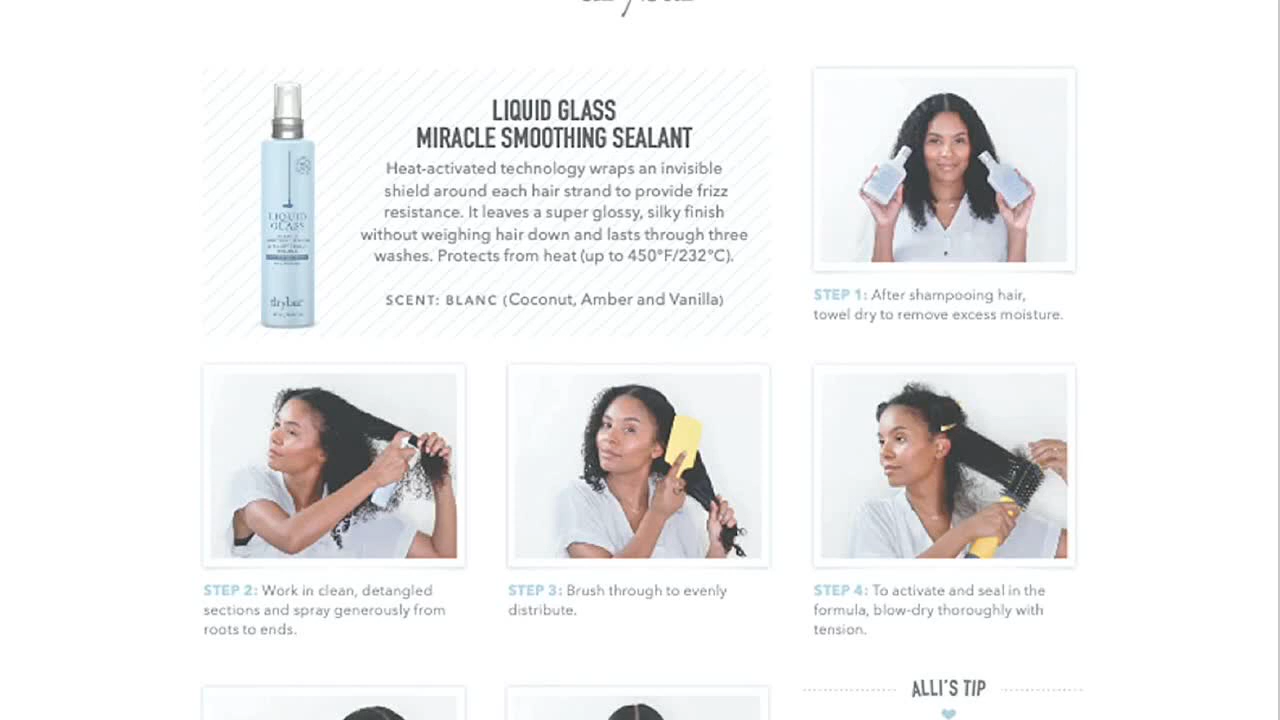 LIQUID GLASS
MIRACLE SMOOTHING SEALANT
Heat-activated technology wraps an invisible
shield around each hair strand to provide frizz
resistance. It leaves a super glossy, silky finish
without weighing hair down and lasts through three
washes. Protects from heat (up to 450°F/232°C).
SCENT: BLANC (Coconut, Amber and Vanilla)
LIQUID
GLASS
drybar
STEP 1: After shampooing hair,
towel dry to remove excess moisture.
STEP 2: Work in clean, detangled
sections and spray generously from
roots to ends.
STEP 3: Brush through to evenly
distribute.
STEP 4: To activate and seal in the
formula, blow-dry thoroughly with
tension.
ALLI'S TIP